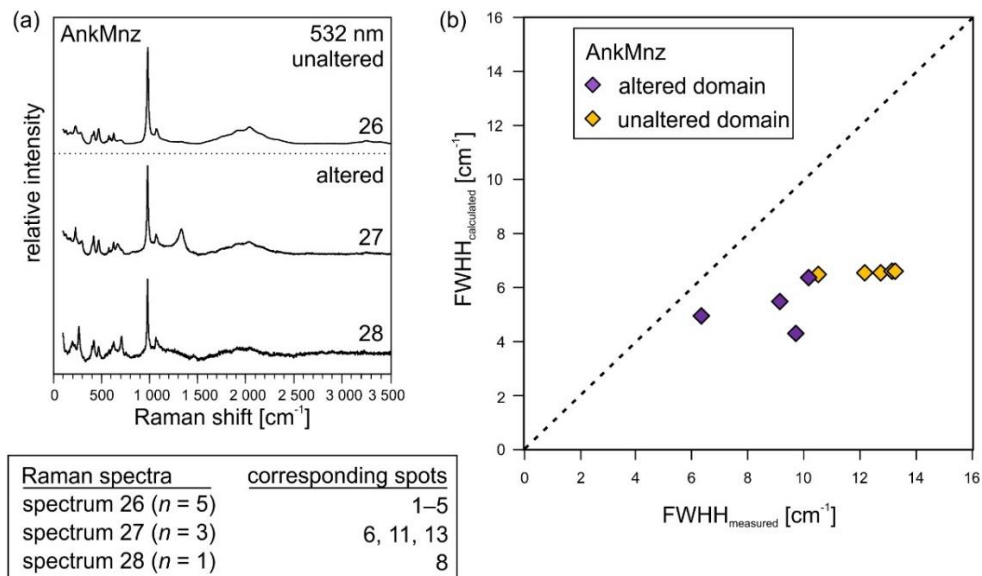 (a)
AnkMnz
532 nm
unaltered
26
altered
27
28
relative intensity
0 500 1 000 1 500 2 000 2 500 3 000 3 500
Raman shift [cm-1]
Raman spectra corresponding spots
spectrum 26 (n = 5) 1–5
spectrum 27 (n = 3) 6, 11, 13
spectrum 28 (n = 1) 8
(b)
16
14
12
10
8
6
4
2
0
FWHHcalculated [cm-1]
AnkMnz
altered domain
unaltered domain
0 2 4 6 8 10 12 14 16
FWHHmeasured [cm-1]